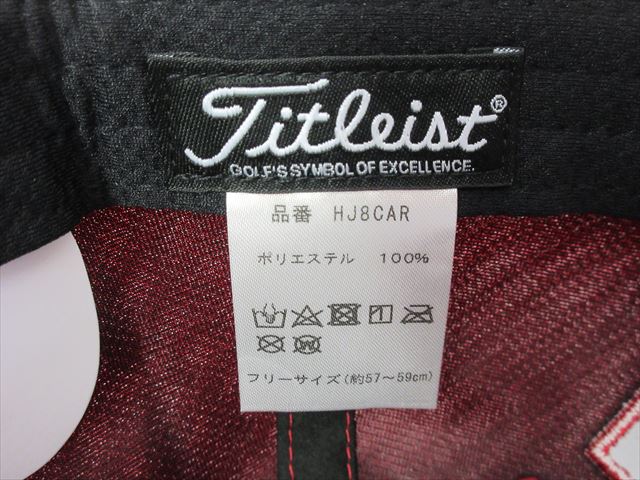 Titleist®
GOLF'S SYMBOL OF EXCELLENCE.
品番 HJ8CAR
ポリエステル 100%
W
フリーサイズ(約57～59cm)